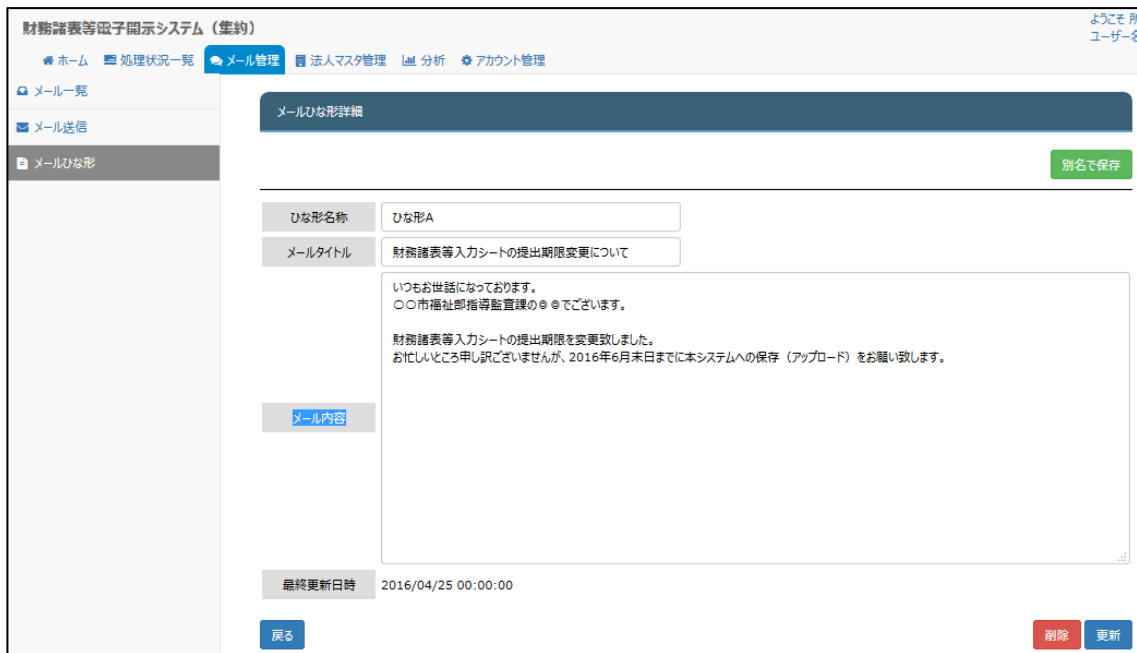 財務諸表等電子開示システム（集約）
ようこそ 所
ユーザー名
ホーム 処理状況一覧 メール管理 法人マスタ管理 分析 アカウント管理
メール一覧
メール送信
メールひな形
メールひな形詳細
別名で保存
ひな形名称 ひな形A
メールタイトル 財務諸表等入力シートの提出期限変更について
いつもお世話になっております。
〇〇市福祉部指導監査課の◎◎でございます。
財務諸表等入力シートの提出期限を変更致しました。
お忙しいところ申し訳ございませんが、2016年6月末日までに本システムへの保存（アップロード）をお願い致します。
メール内容
最終更新日時 2016/04/25 00:00:00
戻る 削除 更新